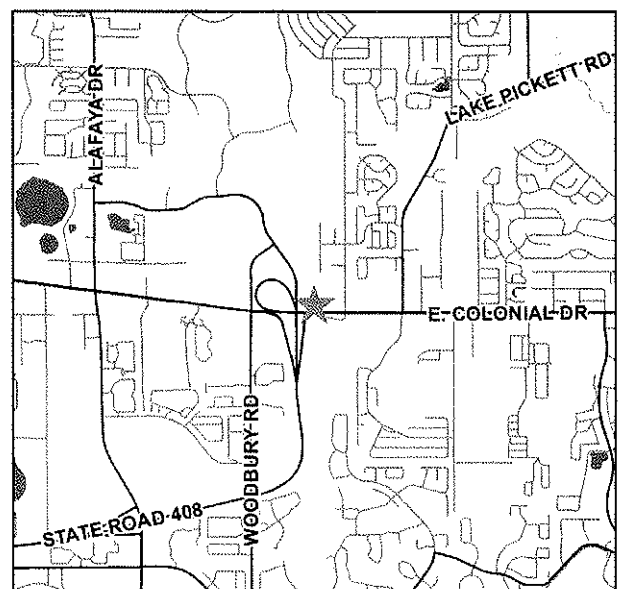 ALAFAYA DR
LAKE PICKETT RD
E. COLONIAL DR
WOODBURY RD
STATE ROAD 408